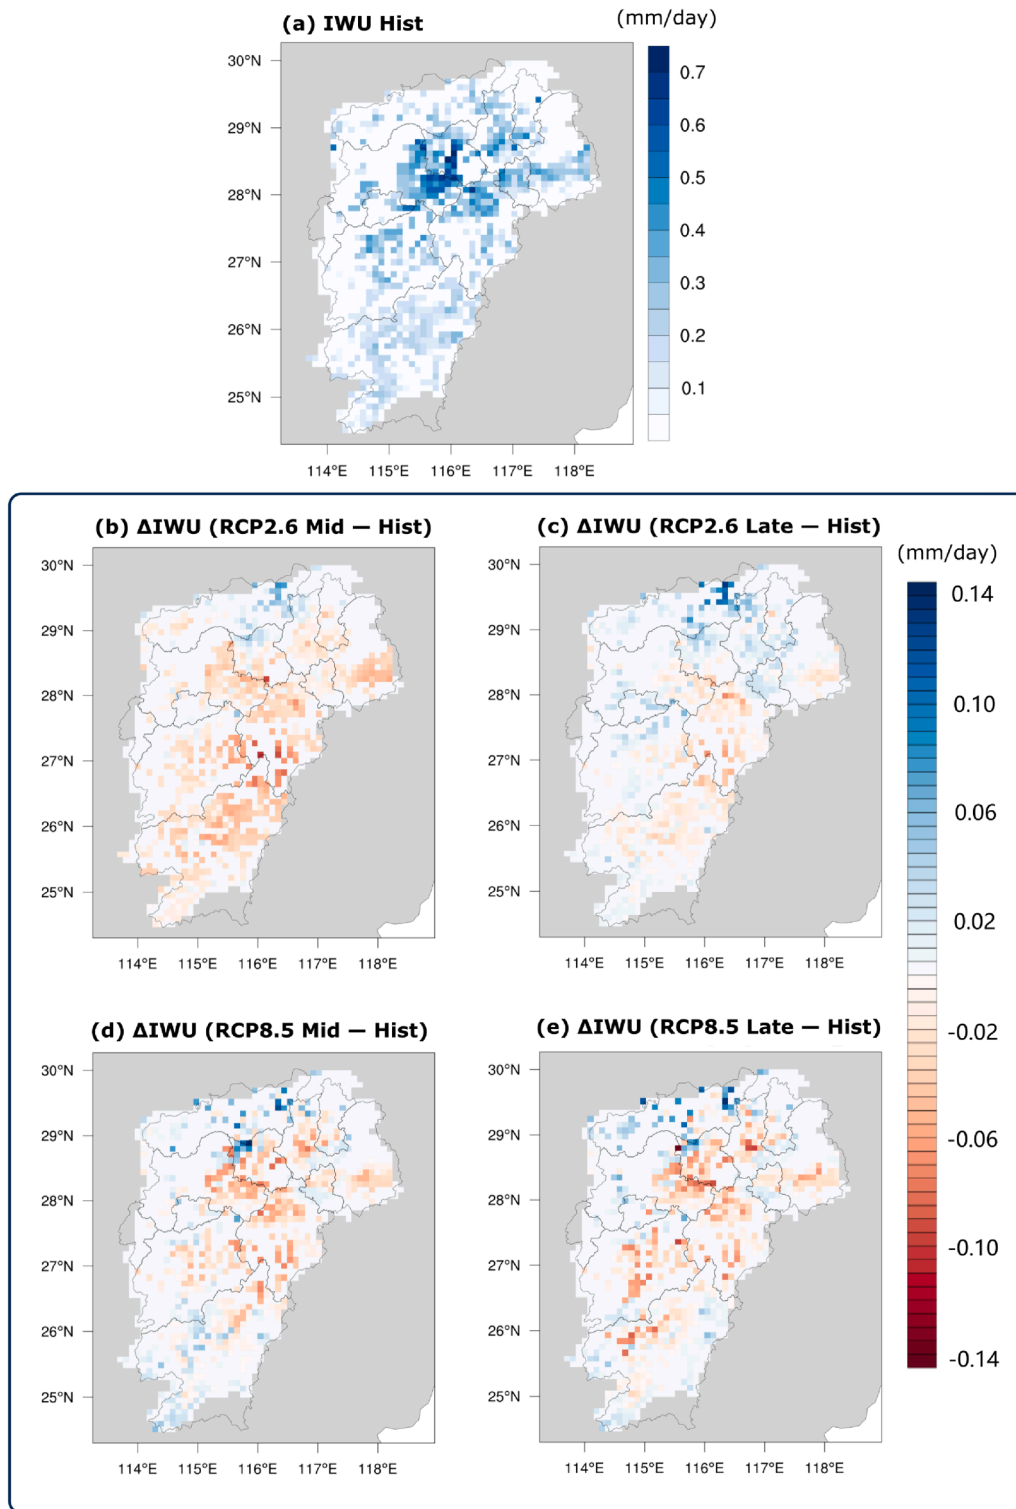 (a) IWU Hist
(mm/day)
30°N
29°N
28°N
27°N
26°N
25°N
114°E 115°E 116°E 117°E 118°E
0.7
0.6
0.5
0.4
0.3
0.2
0.1
(b) ΔIWU (RCP2.6 Mid — Hist)
30°N
29°N
28°N
27°N
26°N
25°N
114°E 115°E 116°E 117°E 118°E
(c) ΔIWU (RCP2.6 Late — Hist)
30°N
29°N
28°N
27°N
26°N
25°N
114°E 115°E 116°E 117°E 118°E
(mm/day)
0.14
0.10
0.06
0.02
-0.02
-0.06
-0.10
-0.14
(d) ΔIWU (RCP8.5 Mid — Hist)
30°N
29°N
28°N
27°N
26°N
25°N
114°E 115°E 116°E 117°E 118°E
(e) ΔIWU (RCP8.5 Late — Hist)
30°N
29°N
28°N
27°N
26°N
25°N
114°E 115°E 116°E 117°E 118°E